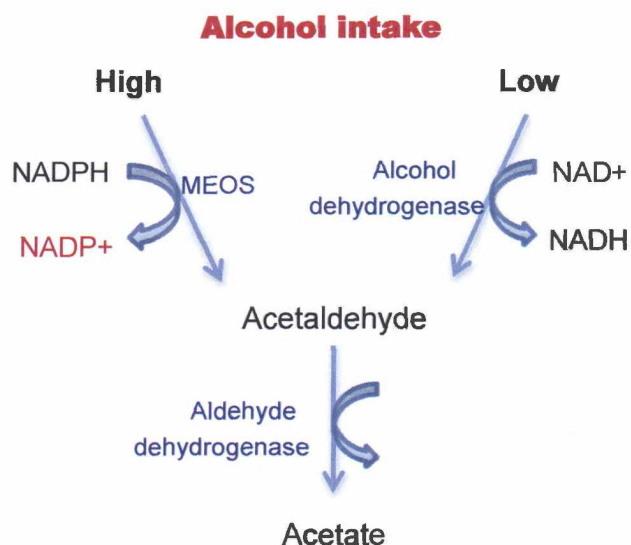 Alcohol intake
High
Low
NADPH
MEOS
NADP+
Alcohol
dehydrogenase
NAD+
NADH
Acetaldehyde
Aldehyde
dehydrogenase
Acetate